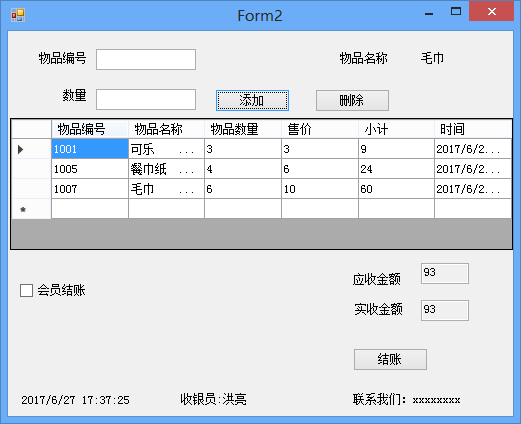 Form2
物品编号 物品名称 毛巾
数量 添加 删除
物品编号 物品名称 物品数量 售价 小计 时间
1001 可乐 ... 3 3 9 2017/6/2...
1005 餐巾纸 ... 4 6 24 2017/6/2...
1007 毛巾 ... 6 10 60 2017/6/2...
会员结账 应收金额 93
实收金额 93
结账
2017/6/27 17:37:25 收银员:洪亮 联系我们: xxxxxxxx